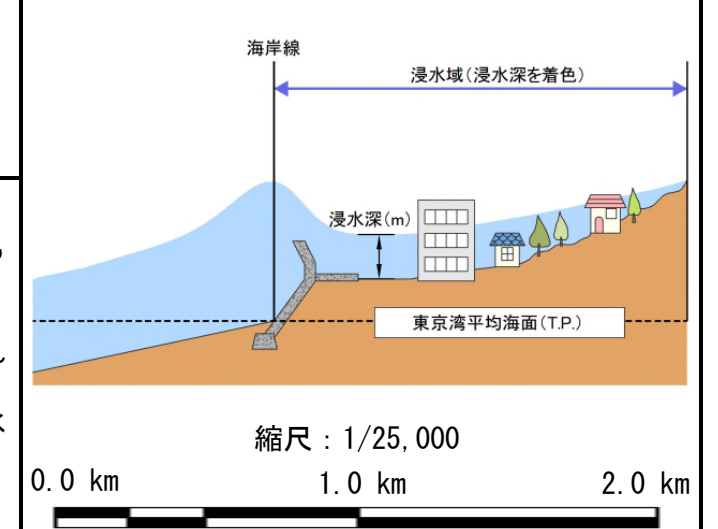 海岸線
浸水域(浸水深を着色)
浸水深(m)
東京湾平均海面(T.P.)
縮尺：1/25,000
0.0 km 1.0 km 2.0 km